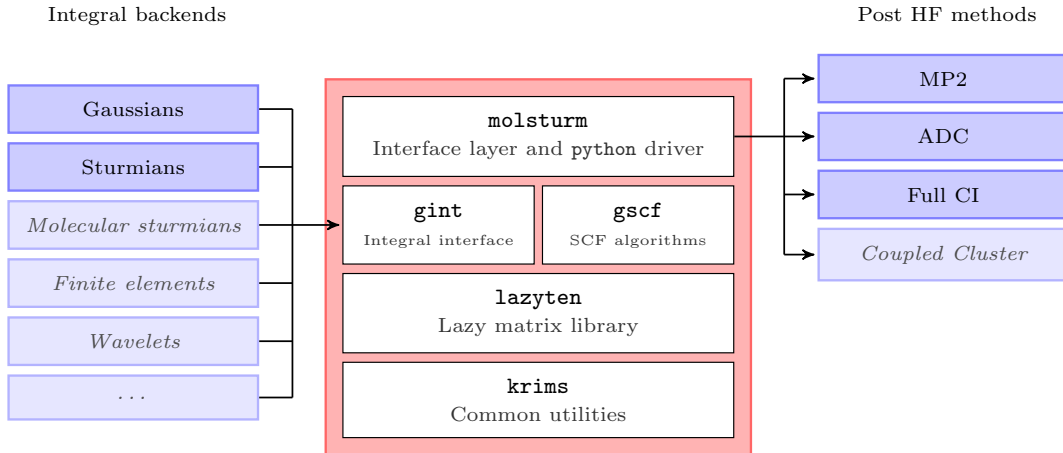 Integral backends
Post HF methods
Gaussians
Sturmians
Molecular sturmians
Finite elements
Wavelets
...
molsturm
Interface layer and python driver
gint
Integral interface
gscf
SCF algorithms
lazyten
Lazy matrix library
krims
Common utilities
MP2
ADC
Full CI
Coupled Cluster